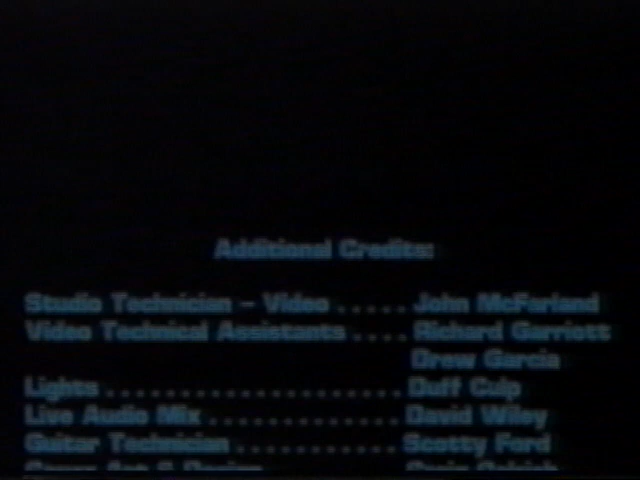 Additional Credits:
Studio Technician – Video ..... John McFarland
Video Technical Assistants .... Richard Garriott
Drew Garcia
Lights .................... Duff Culp
Live Audio Mix ............. David Wiley
Guitar Technician ........... Scotty Ford